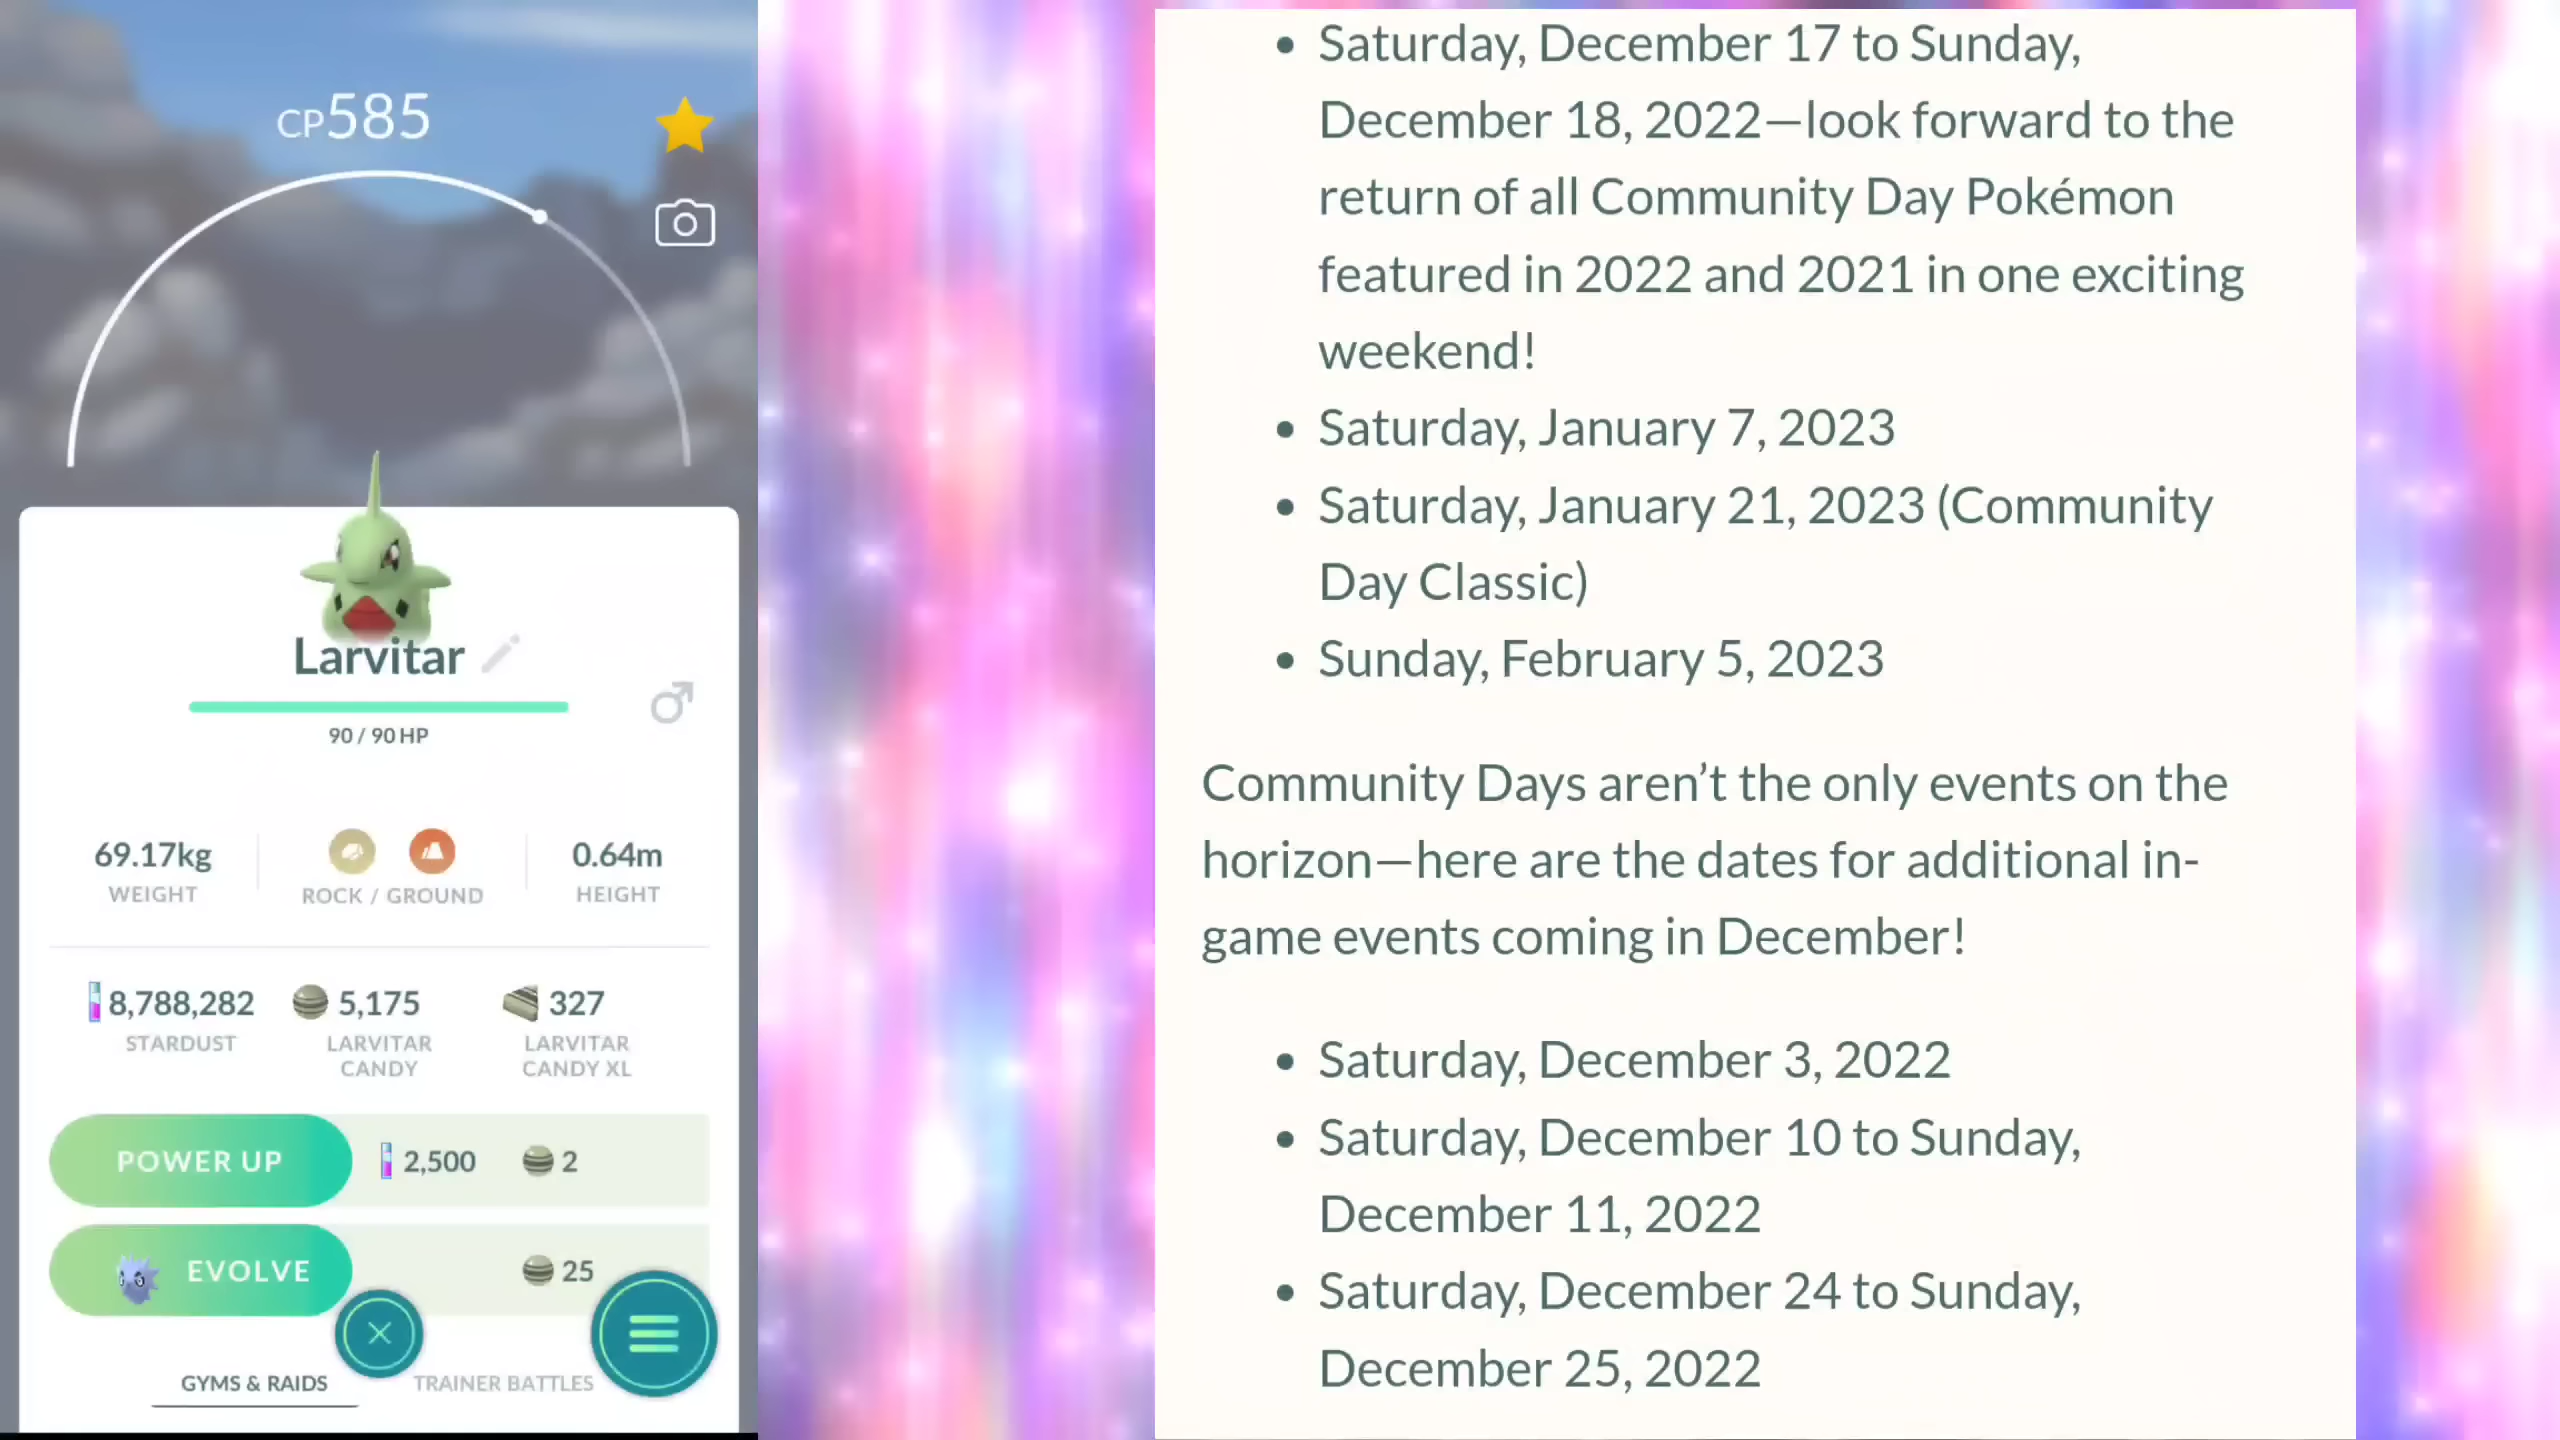 CP585
Larvitar
90 / 90 HP
69.17kg
WEIGHT
ROCK / GROUND
0.64m
HEIGHT
8,788,282
STARDUST
5,175
LARVITAR
CANDY
327
LARVITAR
CANDY XL
POWER UP
2,500
2
EVOLVE
25
GYMS & RAIDS
TRAINER BATTLES
• Saturday, December 17 to Sunday,
December 18, 2022—look forward to the
return of all Community Day Pokémon
featured in 2022 and 2021 in one exciting
weekend!
• Saturday, January 7, 2023
• Saturday, January 21, 2023 (Community
Day Classic)
• Sunday, February 5, 2023
Community Days aren’t the only events on the
horizon—here are the dates for additional in-
game events coming in December!
• Saturday, December 3, 2022
• Saturday, December 10 to Sunday,
December 11, 2022
• Saturday, December 24 to Sunday,
December 25, 2022